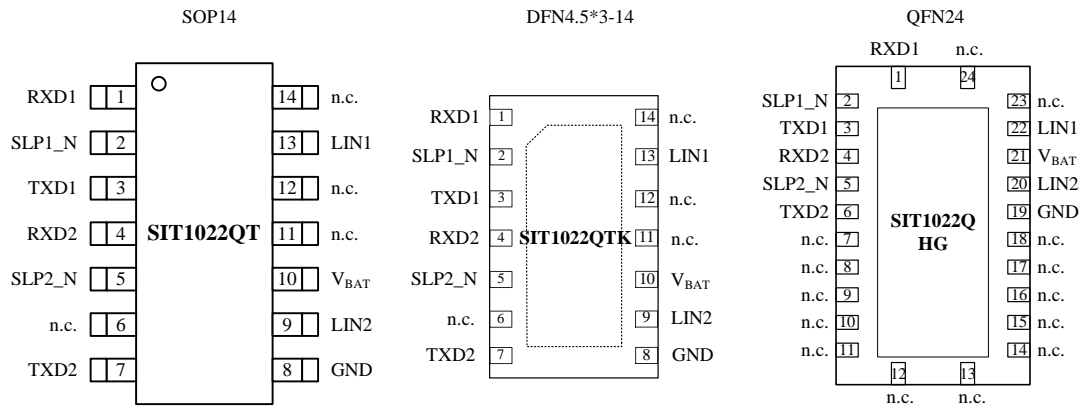 SOP14
RXD1 1 14 n.c.
SLP1_N 2 13 LIN1
TXD1 3 12 n.c.
RXD2 4 SIT1022QT 11 n.c.
SLP2_N 5 10 VBAT
n.c. 6 9 LIN2
TXD2 7 8 GND
DFN4.5*3-14
RXD1 1 14 n.c.
SLP1_N 2 13 LIN1
TXD1 3 12 n.c.
RXD2 4 SIT1022QTK 11 n.c.
SLP2_N 5 10 VBAT
n.c. 6 9 LIN2
TXD2 7 8 GND
QFN24
RXD1 n.c.
1 24
SLP1_N 2 23 n.c.
TXD1 3 22 LIN1
RXD2 4 21 VBAT
SLP2_N 5 20 LIN2
TXD2 6 19 GND
SIT1022Q
HG
n.c. 7 18 n.c.
n.c. 8 17 n.c.
n.c. 9 16 n.c.
n.c. 10 15 n.c.
n.c. 11 14 n.c.
12 13
n.c. n.c.